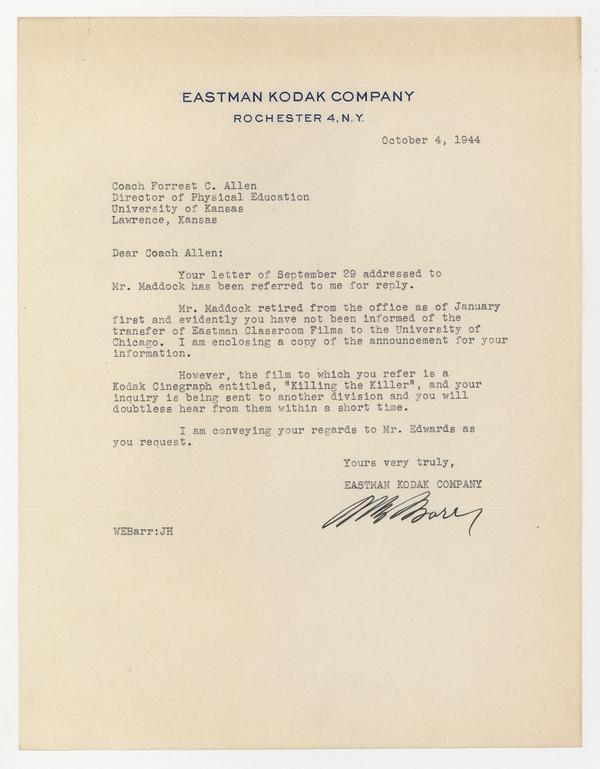 EASTMAN KODAK COMPANY
ROCHESTER 4, N.Y.
October 4, 1944
Coach Forrest C. Allen
Director of Physical Education
University of Kansas
Lawrence, Kansas
Dear Coach Allen:
Your letter of September 29 addressed to
Mr. Maddock has been referred to me for reply.
Mr. Maddock retired from the office as of January
first and evidently you have not been informed of the
transfer of Eastman Classroom Films to the University of
Chicago. I am enclosing a copy of the announcement for your
information.
However, the film to which you refer is a
Kodak Cinegraph entitled, "Killing the Killer", and your
inquiry is being sent to another division and you will
doubtless hear from them within a short time.
I am conveying your regards to Mr. Edwards as
you request.
Yours very truly,
EASTMAN KODAK COMPANY
WEBarr:JH